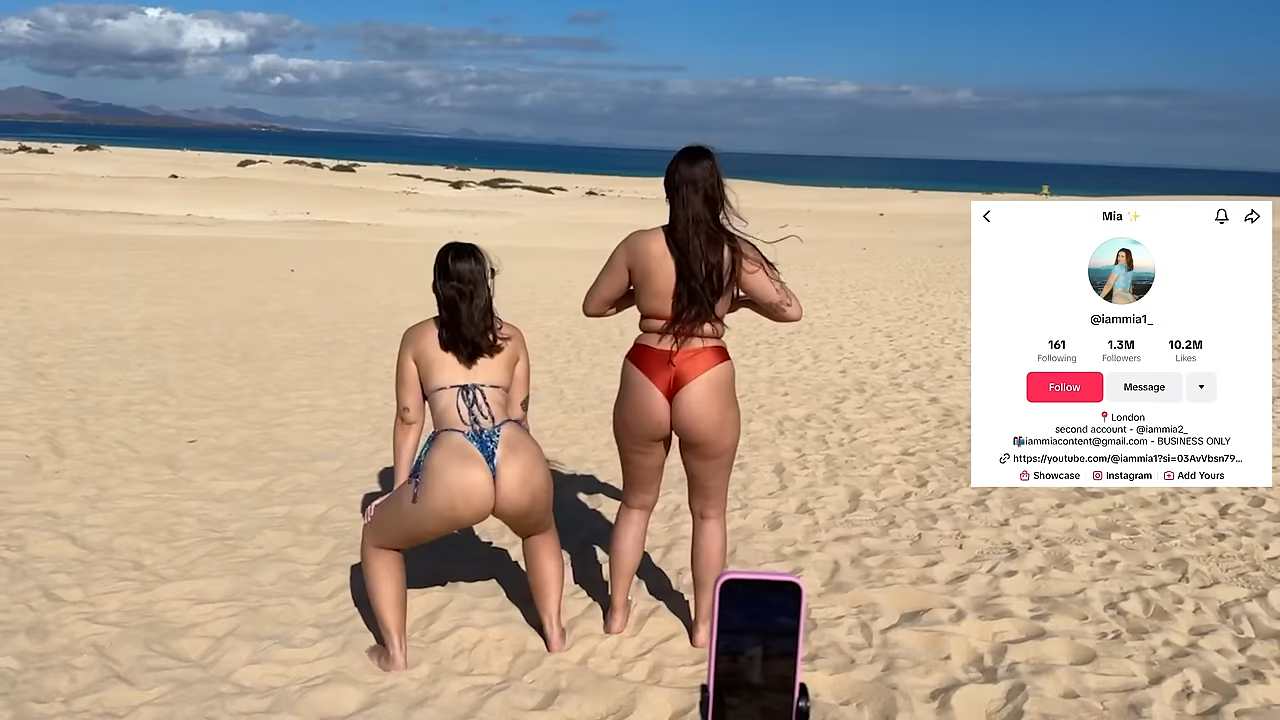 Mia ✨
@iammia1_
161 1.3M 10.2M
Following Followers Likes
Follow Message
📍London
second account - @iammia2_
📬iammiacontent@gmail.com - BUSINESS ONLY
https://youtube.com/@iammia1?si=03AvVbsn79...
Showcase Instagram Add Yours